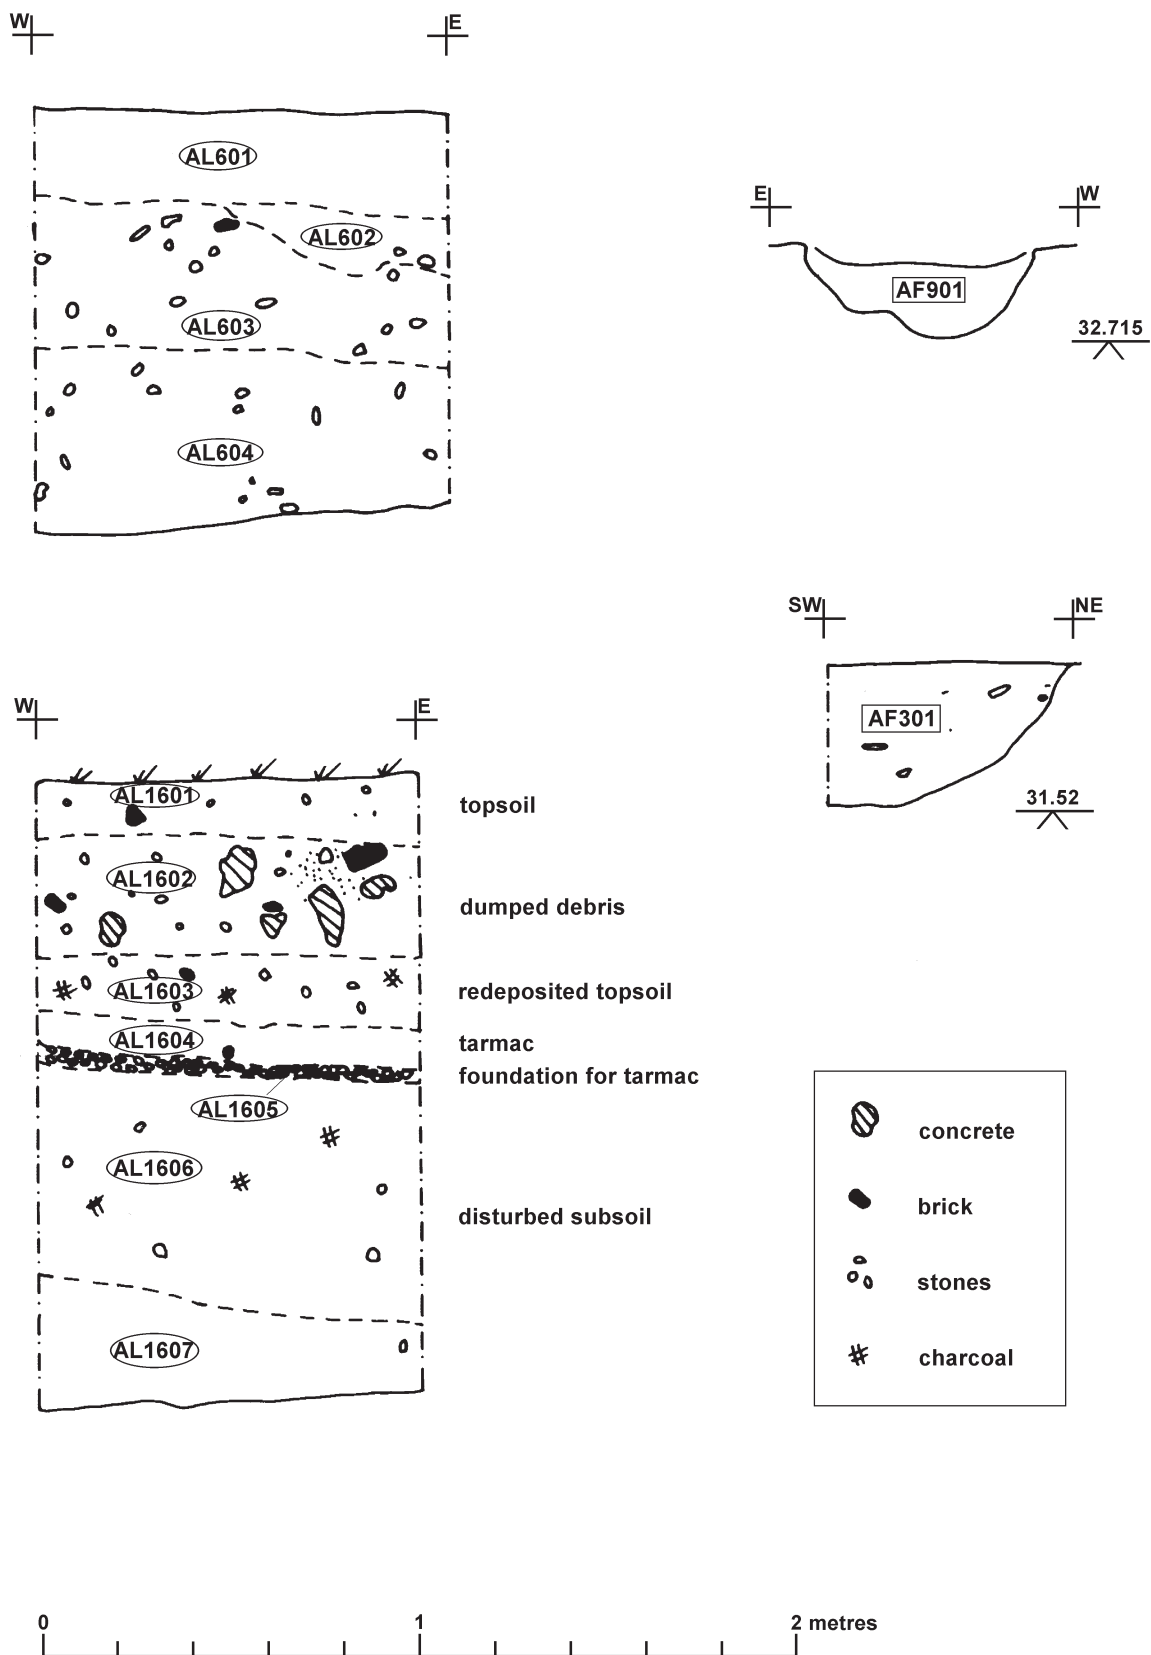 W E
AL601
AL602
AL603
AL604
E W
AF901
32.715
SW NE
AF301
31.52
W E
AL1601
topsoil
AL1602
dumped debris
AL1603
redeposited topsoil
AL1604
tarmac
foundation for tarmac
AL1605
AL1606
disturbed subsoil
AL1607
concrete
brick
stones
charcoal
0 1 2 metres